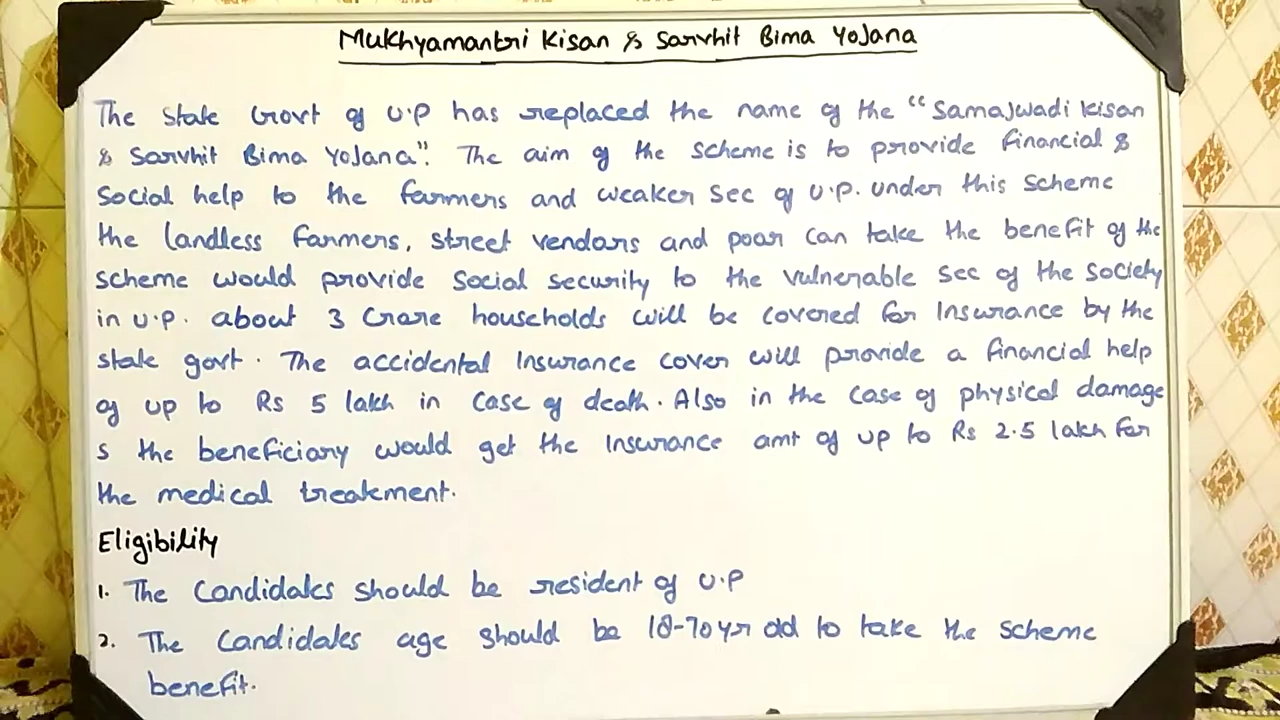 Mukhyamantri Kisan & Sarvhit Bima Yojana
The state Govt of U.P has replaced the name of the "Samajwadi Kisan
& Sarvhit Bima Yojana". The aim of the scheme is to provide financial &
social help to the farmers and weaker sec of U.P. under this scheme
the landless farmers, street vendors and poor can take the benefit of the
scheme would provide social security to the vulnerable sec of the society
in U.P. about 3 Crore households will be covered for Insurance by the
state govt. The accidental Insurance cover will provide a financial help
of up to Rs 5 lakh in case of death. Also in the case of physical damage
s the beneficiary would get the Insurance amt of up to Rs 2.5 lakh for
the medical treatment.
Eligibility
1. The Candidates should be resident of U.P
2. The Candidates age should be 18-70 yr old to take the scheme
benefit.